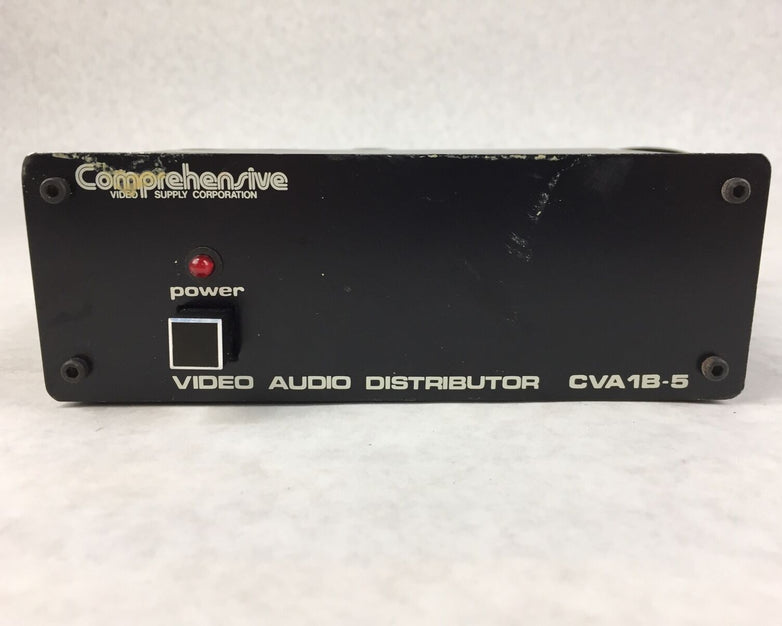 Comprehensive
VIDEO SUPPLY CORPORATION
power
VIDEO AUDIO DISTRIBUTOR CVA1B-5